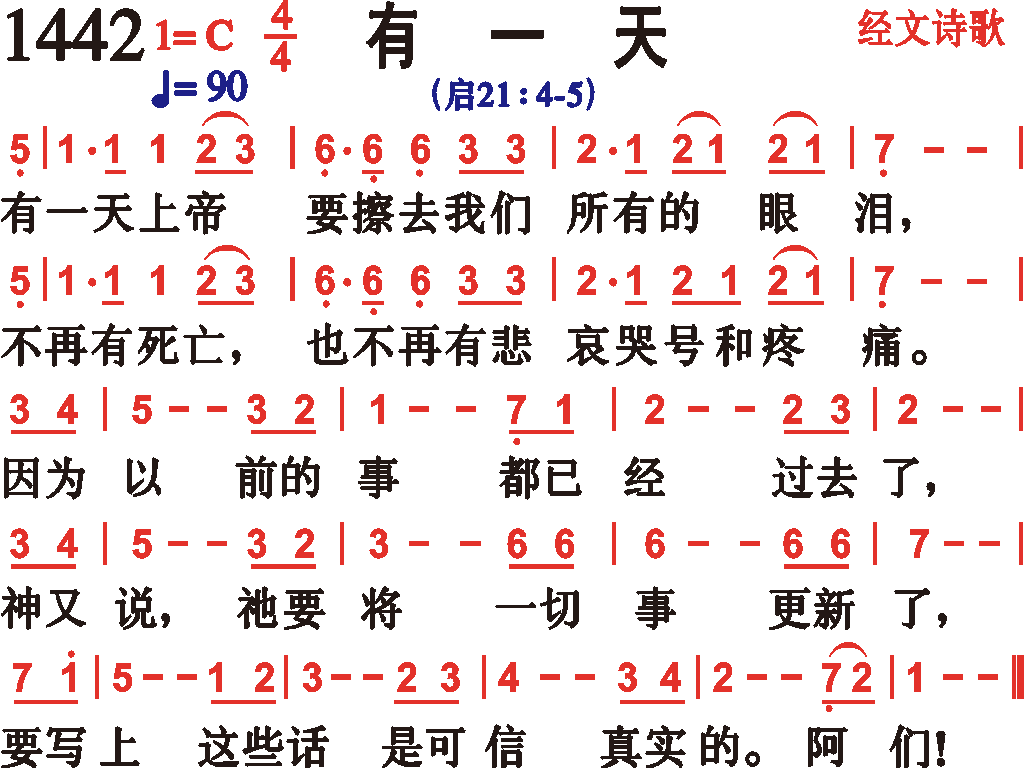 1442 1=C 4/4 有一天 经文诗歌
♩=90 (启21:4-5)
5 | 1·1 1 2 3 | 6·6 6 3 3 | 2·1 2 1 2 1 | 7 - - |
有一天上帝 要擦去我们 所有的 眼 泪,
5 | 1·1 1 2 3 | 6·6 6 3 3 | 2·1 2 1 2 1 | 7 - - |
不再有死亡, 也不再有悲 哀哭号和疼 痛。
3 4 | 5 - - 3 2 | 1 - - 7 1 | 2 - - 2 3 | 2 - - |
因为 以 前的 事 都已 经 过去 了,
3 4 | 5 - - 3 2 | 3 - - 6 6 | 6 - - 6 6 | 7 - - |
神又 说, 祂要 将 一切 事 更新 了,
7 1 | 5 - - 1 2 | 3 - - 2 3 | 4 - - 3 4 | 2 - - 7 2 | 1 - - ‖
要写上 这些话 是可信 真实的。阿 们!